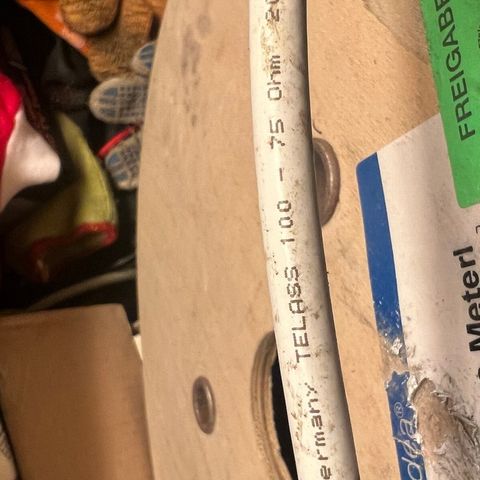 ermany TELASS 100 - 75 Ohm
FREIGABE
Meterl